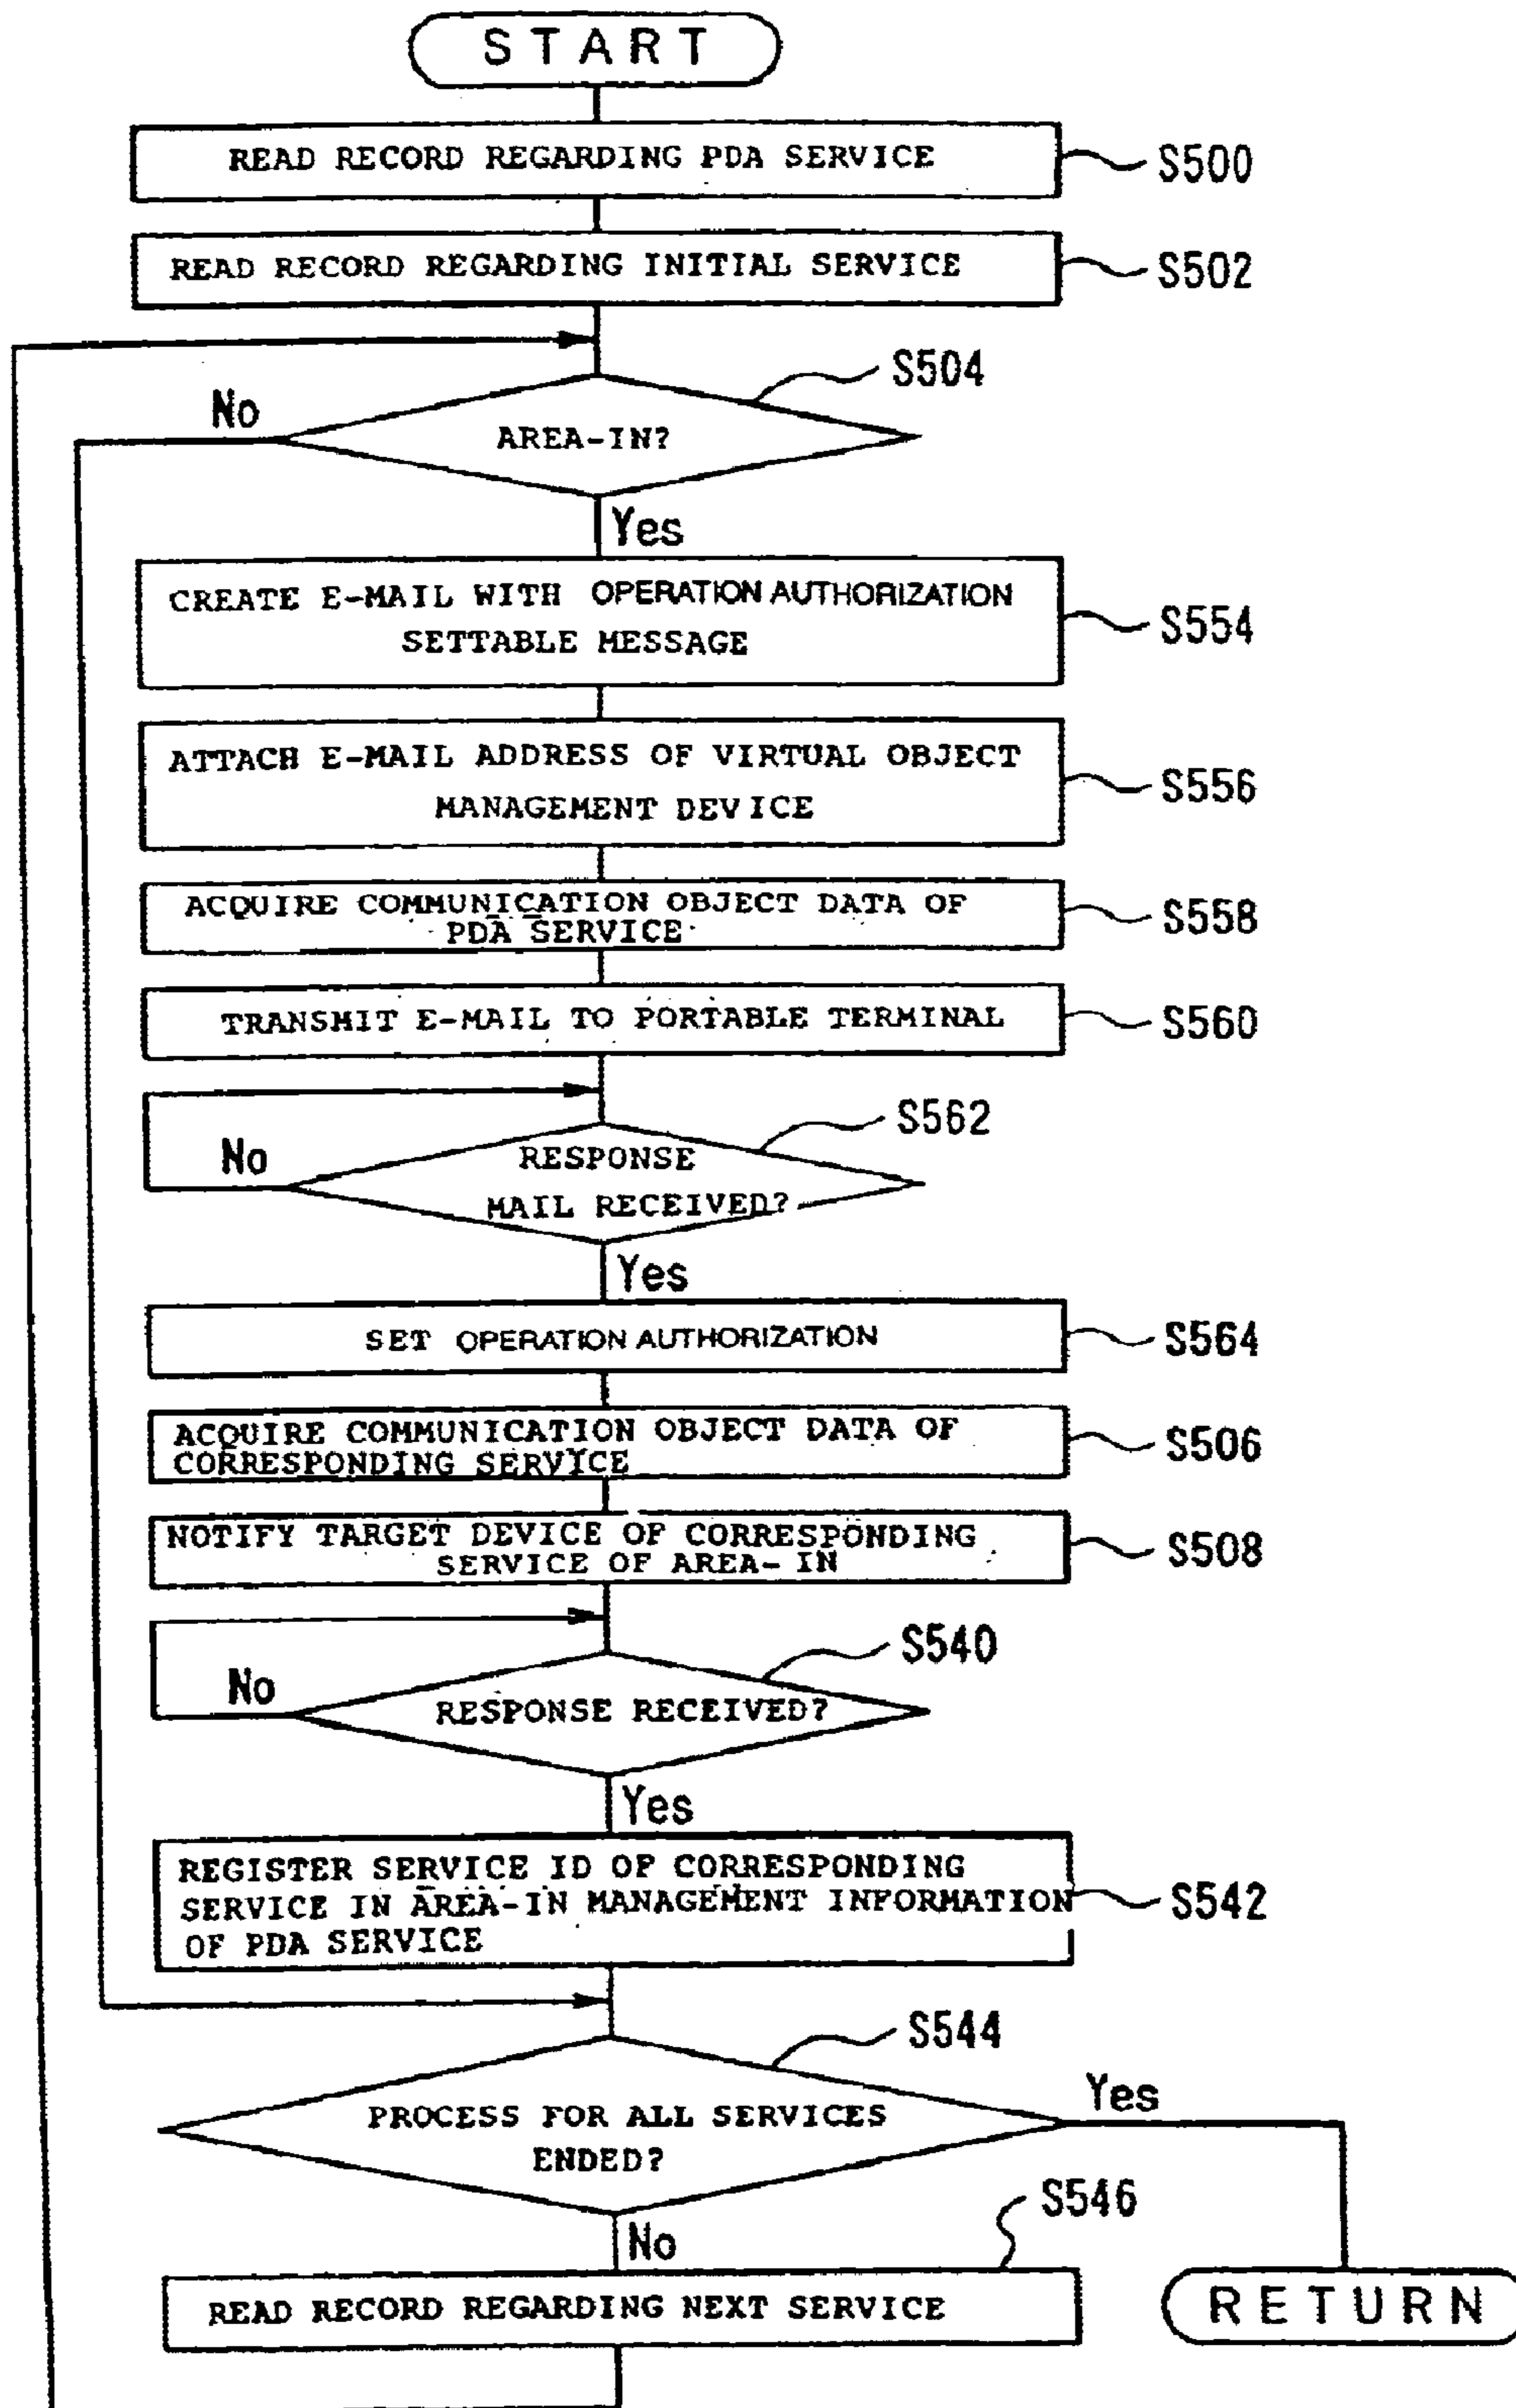 START
READ RECORD REGARDING PDA SERVICE
S500
READ RECORD REGARDING INITIAL SERVICE
S502
S504
No
AREA-IN?
Yes
CREATE E-MAIL WITH OPERATION AUTHORIZATION
SETTABLE MESSAGE
S554
ATTACH E-MAIL ADDRESS OF VIRTUAL OBJECT
MANAGEMENT DEVICE
S556
ACQUIRE COMMUNICATION OBJECT DATA OF
PDA SERVICE
S558
TRANSMIT E-MAIL TO PORTABLE TERMINAL
S560
S562
No
RESPONSE
MAIL RECEIVED?
Yes
SET OPERATION AUTHORIZATION
S564
ACQUIRE COMMUNICATION OBJECT DATA OF
CORRESPONDING SERVICE
S506
NOTIFY TARGET DEVICE OF CORRESPONDING
SERVICE OF AREA-IN
S508
S540
No
RESPONSE RECEIVED?
Yes
REGISTER SERVICE ID OF CORRESPONDING
SERVICE IN AREA-IN MANAGEMENT INFORMATION
OF PDA SERVICE
S542
S544
Yes
PROCESS FOR ALL SERVICES
ENDED?
S546
No
READ RECORD REGARDING NEXT SERVICE
RETURN